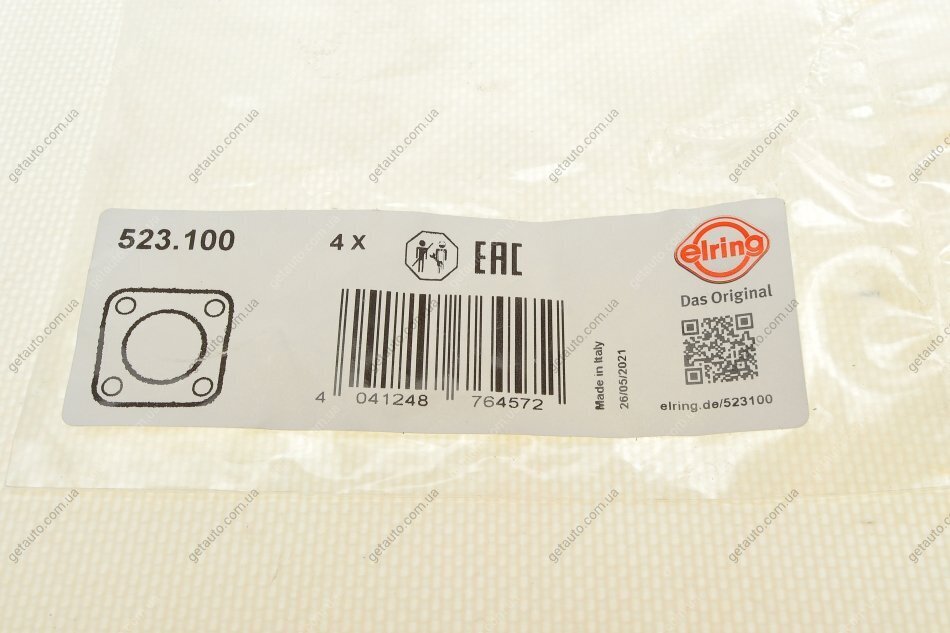 523.100
4 X
EAC
elring
Das Original
4 041248 764572
Made in Italy
26/05/2021
elring.de/523100
getauto.com.ua